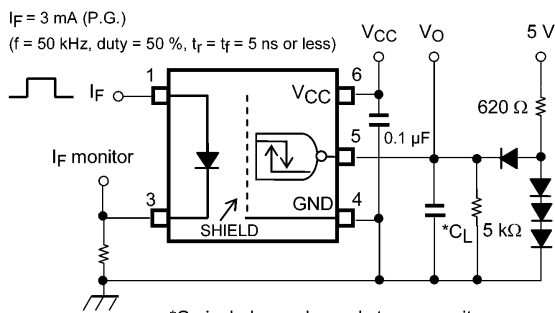 IF = 3 mA (P.G.)
(f = 50 kHz, duty = 50 %, tr = tf = 5 ns or less)
VCC
VO
5 V
1
6
IF
VCC
620 Ω
5
0.1 μF
IF monitor
3
GND
4
SHIELD
*CL
5 kΩ